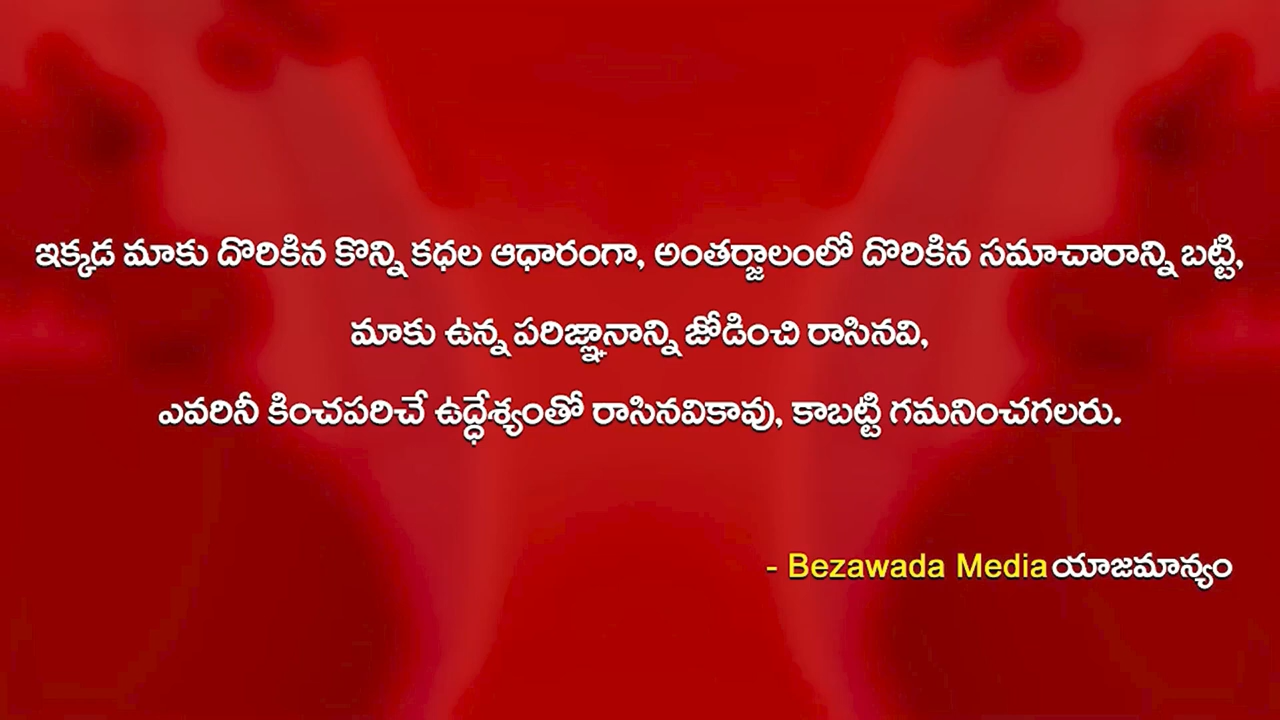 ఇక్కడ మాకు దొరికిన కొన్ని కధల ఆధారంగా, అంతర్జాలంలో దొరికిన సమాచారాన్ని బట్టి,
మాకు ఉన్న పరిజ్ఞానాన్ని జోడించి రాసినవి,
ఎవరినీ కించపరిచే ఉద్ధేశ్యంతో రాసినవికావు, కాబట్టి గమనించగలరు.
- Bezawada Media యాజమాన్యం